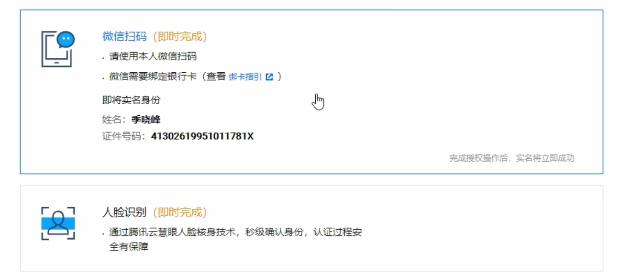 微信扫码（即时完成）
· 请使用本人微信扫码
· 微信需要绑定银行卡（查看 绑卡指引 ）
即将实名身份
姓名：季晓峰
证件号码：41302619951011781X
完成授权操作后，实名将立即成功
人脸识别（即时完成）
· 通过腾讯云慧眼人脸核身技术，秒级确认身份，认证过程安
全有保障